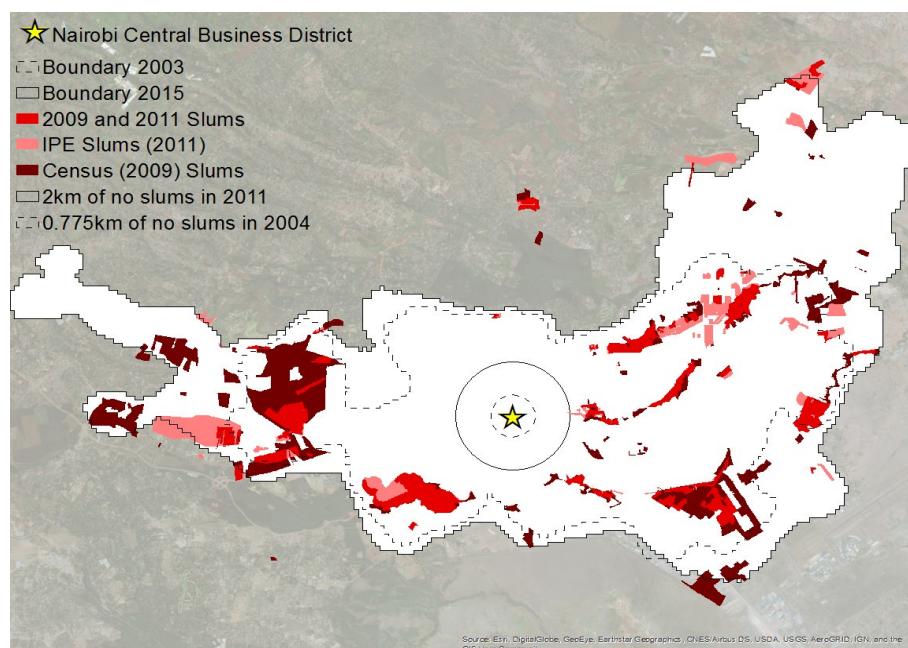 Nairobi Central Business District
Boundary 2003
Boundary 2015
2009 and 2011 Slums
IPE Slums (2011)
Census (2009) Slums
2km of no slums in 2011
0.775km of no slums in 2004
Source: Esri, DigitalGlobe, GeoEye, Earthstar Geographics, CNES/Airbus DS, USDA, USGS, AeroGRID, IGN, and the